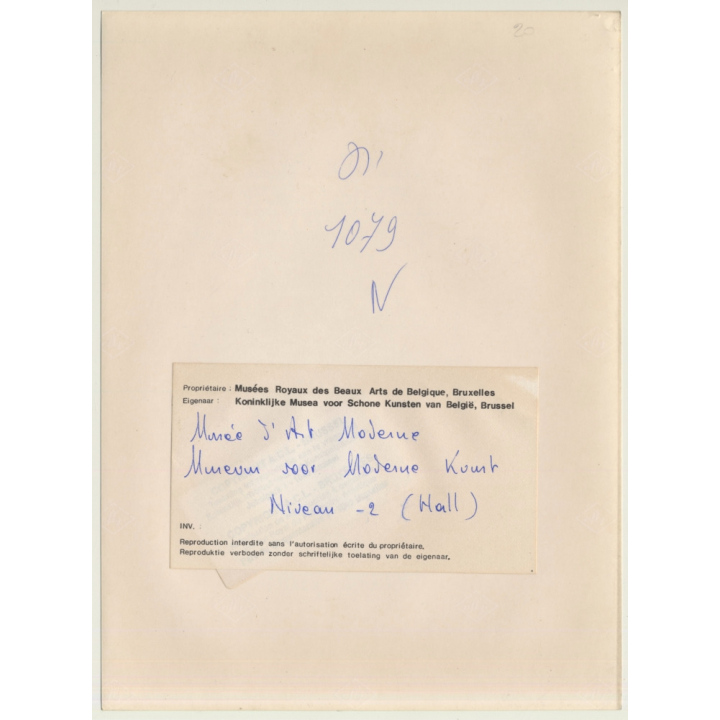 20
1079
N
Propriétaire : Musées Royaux des Beaux Arts de Belgique, Bruxelles
Eigenaar : Koninklijke Musea voor Schone Kunsten van België, Brussel
Musée d'Art Moderne
Museum voor Moderne Kunst
Niveau -2 (Hall)
INV. :
Reproduction interdite sans l'autorisation écrite du propriétaire.
Reproduktie verboden zonder schriftelijke toelating van de eigenaar.